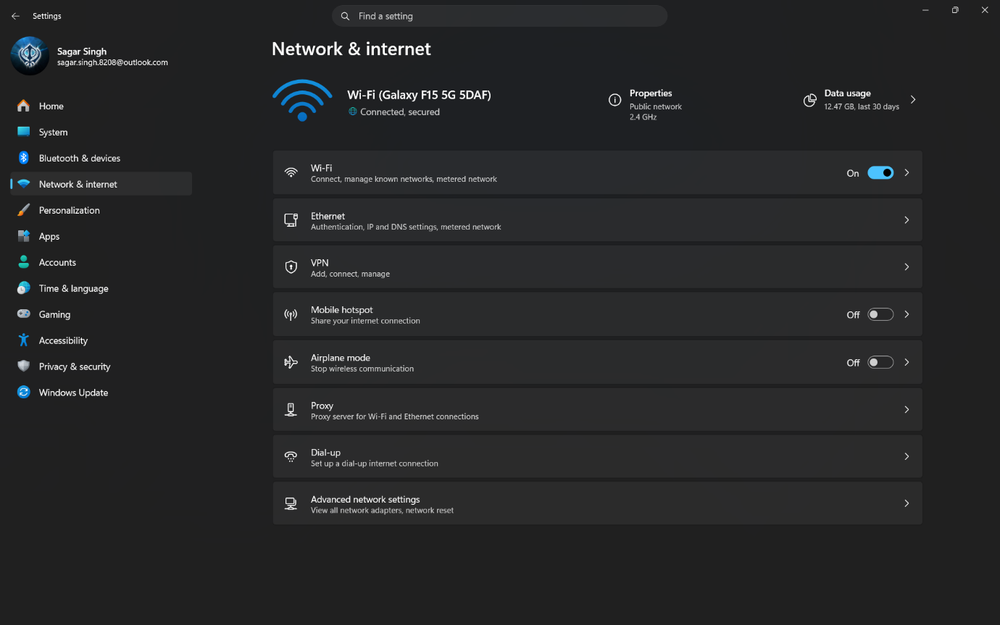 Settings
Find a setting
Sagar Singh
sagar.singh.8208@outlook.com
Home
System
Bluetooth & devices
Network & internet
Personalization
Apps
Accounts
Time & language
Gaming
Accessibility
Privacy & security
Windows Update
Network & internet
Wi-Fi (Galaxy F15 5G 5DAF)
Connected, secured
Properties
Public network
2.4 GHz
Data usage
12.47 GB, last 30 days
Wi-Fi
Connect, manage known networks, metered network
On
Ethernet
Authentication, IP and DNS settings, metered network
VPN
Add, connect, manage
Mobile hotspot
Share your internet connection
Off
Airplane mode
Stop wireless communication
Off
Proxy
Proxy server for Wi-Fi and Ethernet connections
Dial-up
Set up a dial-up internet connection
Advanced network settings
View all network adapters, network reset